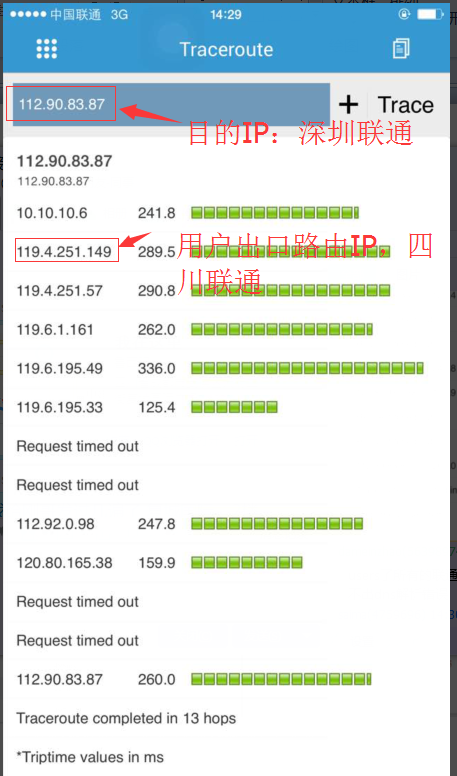 中国联通 3G 14:29
Traceroute
112.90.83.87 + Trace
目的IP：深圳联通
112.90.83.87
112.90.83.87
10.10.10.6 241.8
119.4.251.149 289.5
用户出口路由IP，四
川联通
119.4.251.57 290.8
119.6.1.161 262.0
119.6.195.49 336.0
119.6.195.33 125.4
Request timed out
Request timed out
112.92.0.98 247.8
120.80.165.38 159.9
Request timed out
Request timed out
112.90.83.87 260.0
Traceroute completed in 13 hops
*Triptime values in ms